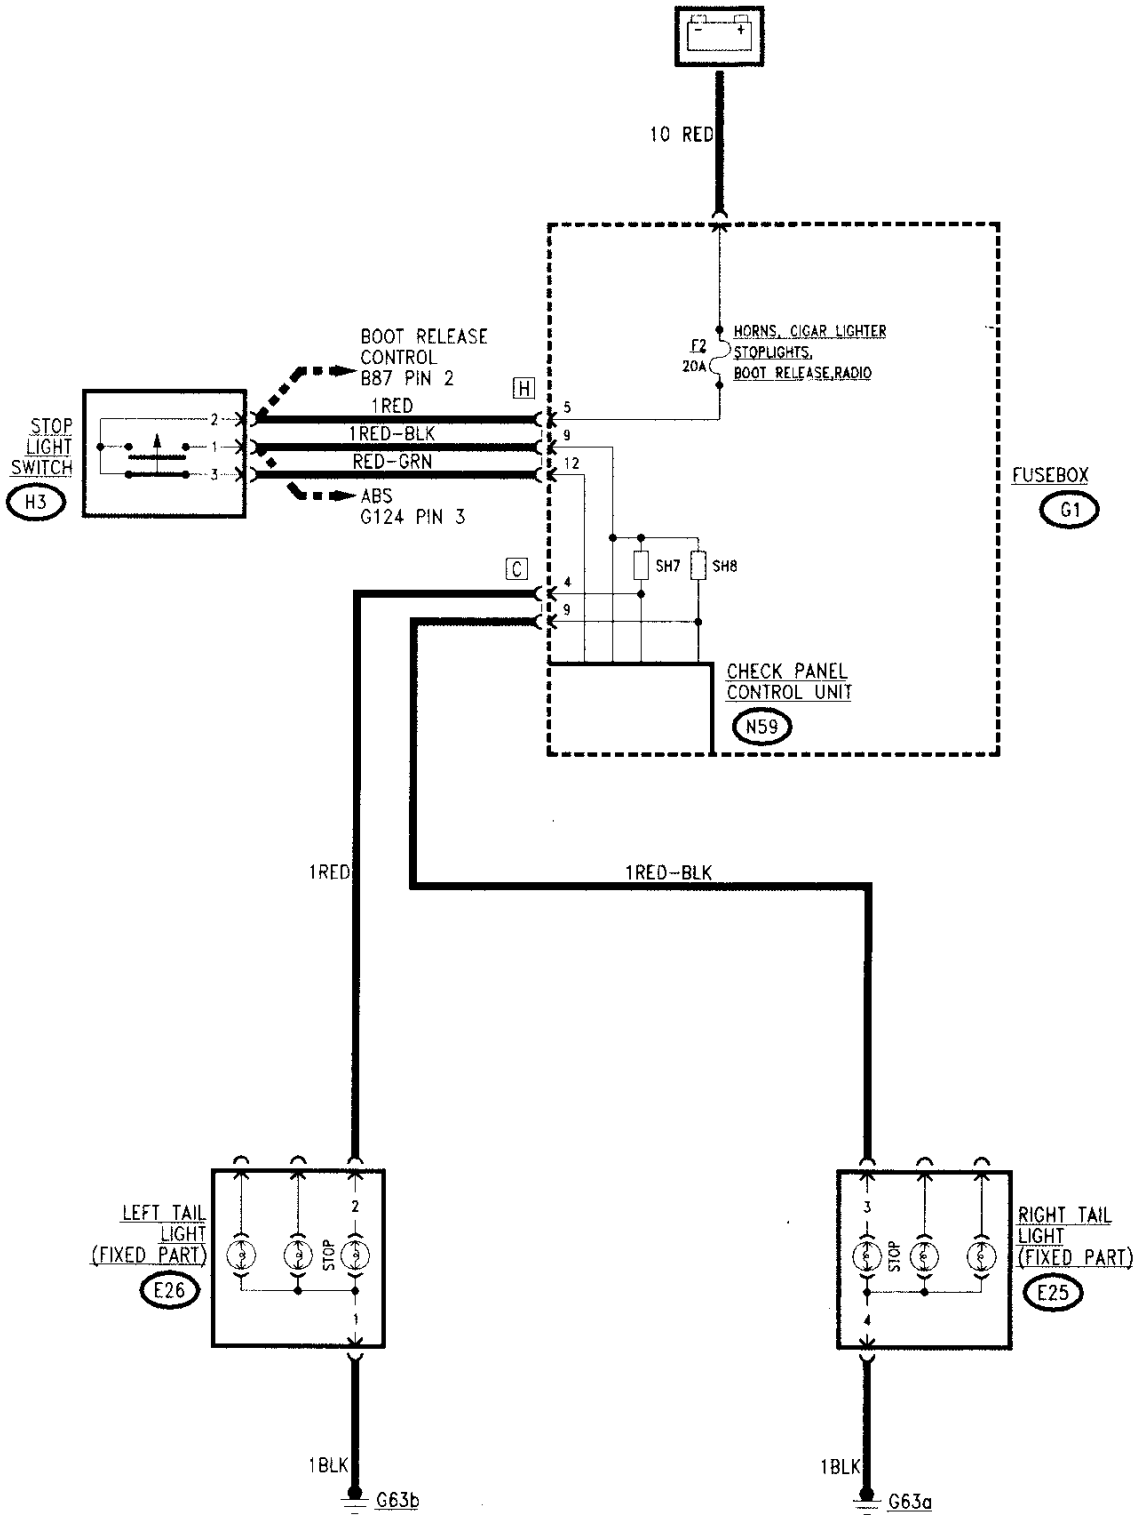 - +
10 RED
HORNS, CIGAR LIGHTER
STOPLIGHTS,
BOOT RELEASE,RADIO
F2
20A
BOOT RELEASE
CONTROL
B87 PIN 2
H
1RED
5
2
1RED-BLK
9
1
RED-GRN
12
3
STOP
LIGHT
SWITCH
H3
ABS
G124 PIN 3
FUSEBOX
G1
C
SH7
SH8
4
9
CHECK PANEL
CONTROL UNIT
N59
1RED
1RED-BLK
LEFT TAIL
LIGHT
(FIXED PART)
E26
2
STOP
1
3
STOP
4
RIGHT TAIL
LIGHT
(FIXED PART)
E25
1BLK
G63b
1BLK
G63a